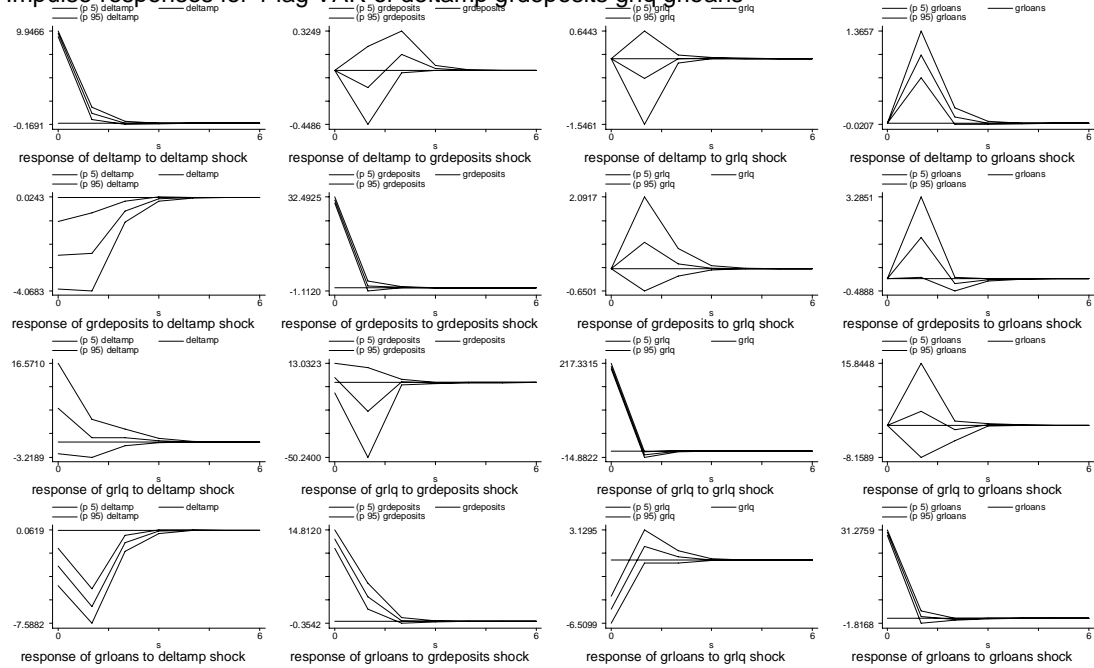 Impulse responses for lag VAR of deltamp grdeposits grlq grloans
(p 5) deltamp deltamp
(p 95) deltamp
9.9466
-0.1691
0 6
s
response of deltamp to deltamp shock
(p 5) grdeposits grdeposits
(p 95) grdeposits
0.3249
-0.4486
0 6
s
response of deltamp to grdeposits shock
(p 5) grlq grlq
(p 95) grlq
0.6443
-1.5461
0 6
s
response of deltamp to grlq shock
(p 5) grloans grloans
(p 95) grloans
1.3657
-0.0207
0 6
s
response of deltamp to grloans shock
(p 5) deltamp deltamp
(p 95) deltamp
0.0243
-4.0683
0 6
s
response of grdeposits to deltamp shock
(p 5) grdeposits grdeposits
(p 95) grdeposits
32.4925
-1.1120
0 6
s
response of grdeposits to grdeposits shock
(p 5) grlq grlq
(p 95) grlq
2.0917
-0.6501
0 6
s
response of grdeposits to grlq shock
(p 5) grloans grloans
(p 95) grloans
3.2851
-0.4888
0 6
s
response of grdeposits to grloans shock
(p 5) deltamp deltamp
(p 95) deltamp
16.5710
-3.2189
0 6
s
response of grlq to deltamp shock
(p 5) grdeposits grdeposits
(p 95) grdeposits
13.0323
-50.2400
0 6
s
response of grlq to grdeposits shock
(p 5) grlq grlq
(p 95) grlq
217.3315
-14.8822
0 6
s
response of grlq to grlq shock
(p 5) grloans grloans
(p 95) grloans
15.8448
-8.1589
0 6
s
response of grlq to grloans shock
(p 5) deltamp deltamp
(p 95) deltamp
0.0619
-7.5882
0 6
s
response of grloans to deltamp shock
(p 5) grdeposits grdeposits
(p 95) grdeposits
14.8120
-0.3542
0 6
s
response of grloans to grdeposits shock
(p 5) grlq grlq
(p 95) grlq
3.1295
-6.5099
0 6
s
response of grloans to grlq shock
(p 5) grloans grloans
(p 95) grloans
31.2759
-1.8168
0 6
s
response of grloans to grloans shock